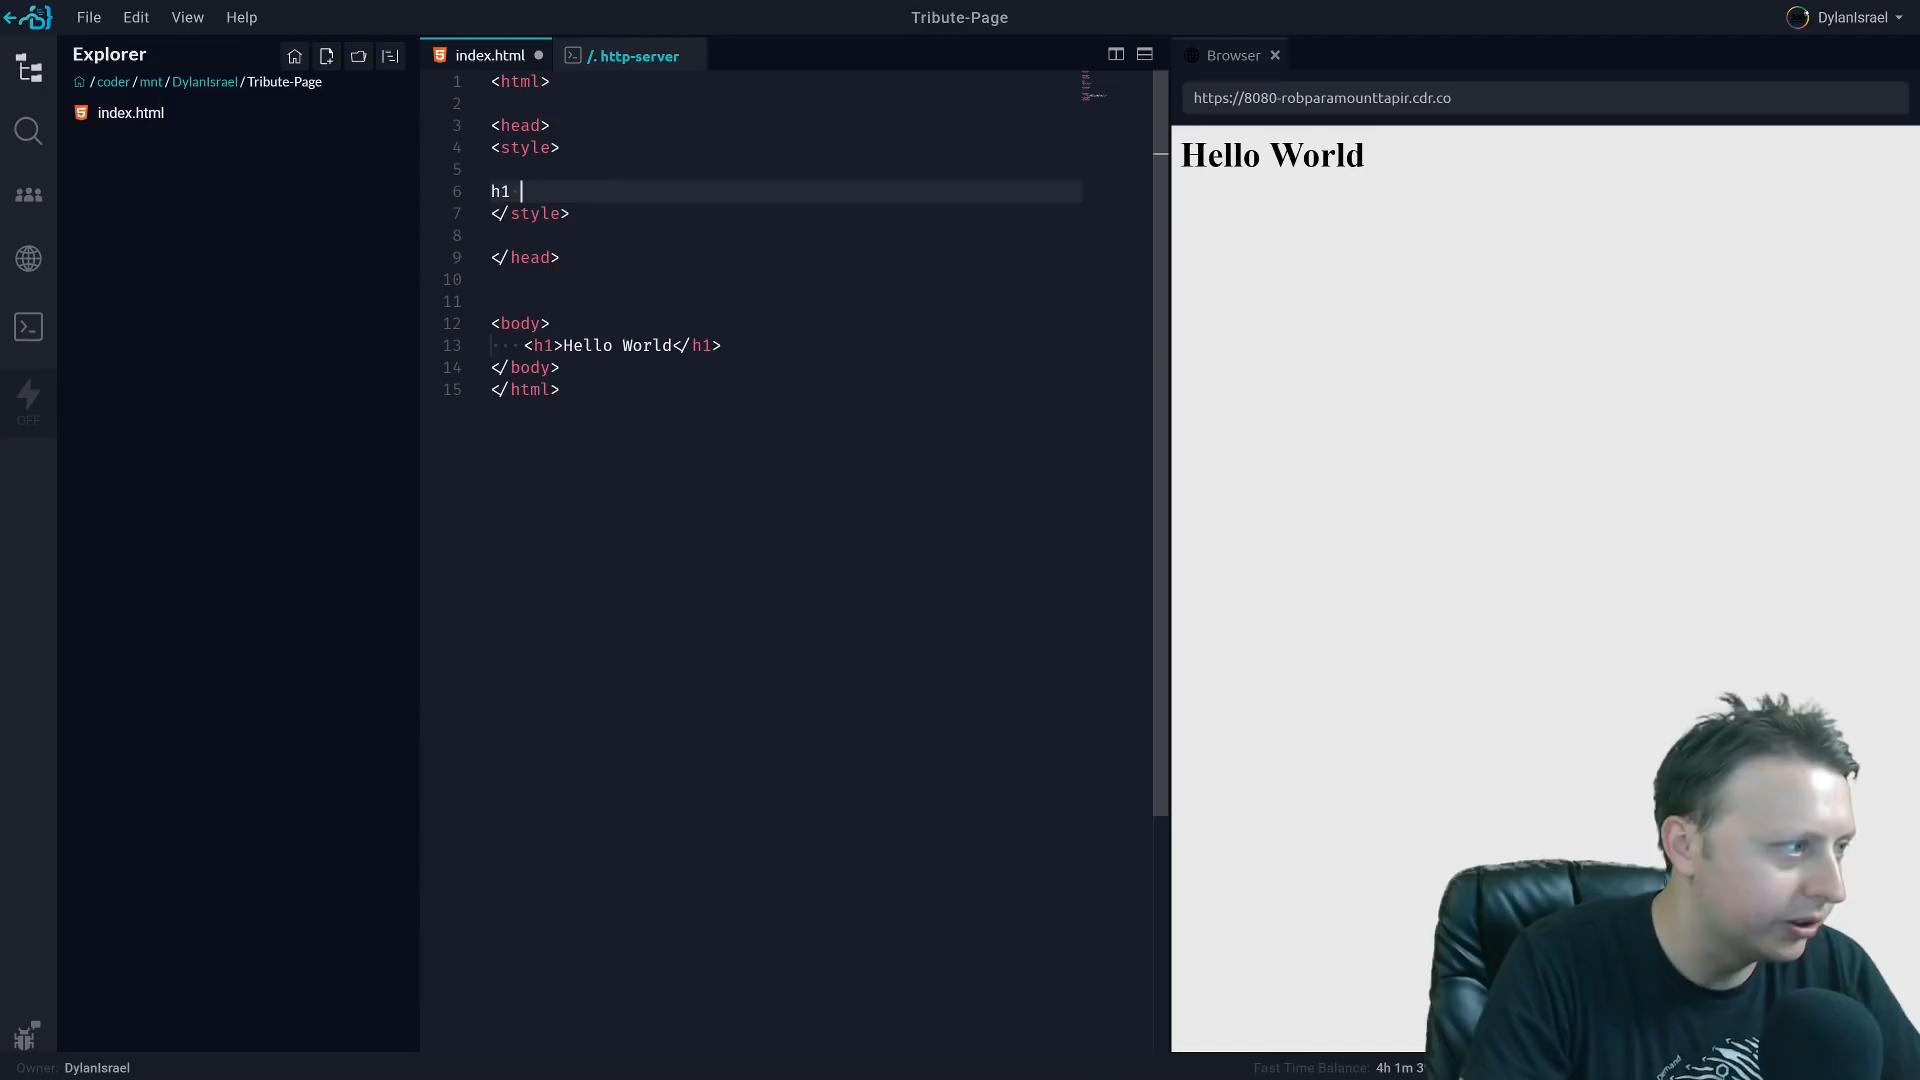 File Edit View Help
Tribute-Page
DylanIsrael
Explorer
/ coder / mnt / DylanIsrael / Tribute-Page
index.html
OFF
index.html
/. http-server
1 <html>
2
3 <head>
4 <style>
5
6 h1
7 </style>
8
9 </head>
10
11
12 <body>
13 <h1>Hello World</h1>
14 </body>
15 </html>
Browser
https://8080-robparamounttapir.cdr.co
Hello World
Demand
Owner: DylanIsrael
Fast Time Balance: 4h 1m 3